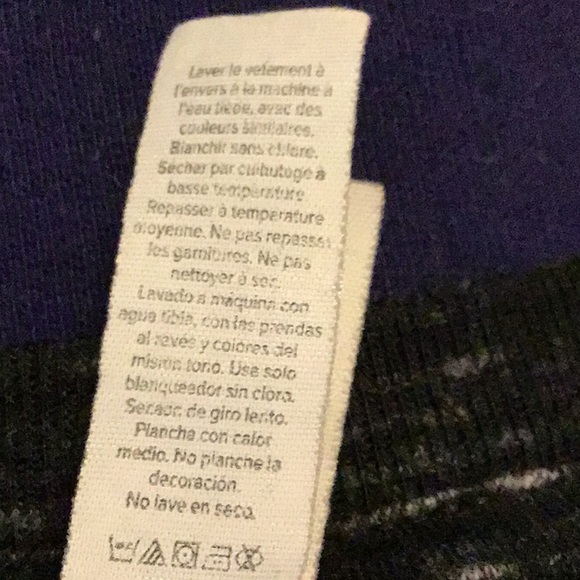 Laver le vêtement à
l'envers à la machine à
l'eau tiède, avec des
couleurs similaires.
Blanchir sans chlore.
Sécher par culbutage à
basse température
Repasser à température
moyenne. Ne pas repasser
les garnitures. Ne pas
nettoyer à sec.
Lavado a máquina con
agua tibia, con las prendas
al revés y colores del
mismo tono. Use solo
blanqueador sin cloro.
Secado de giro lento.
Plancha con calor
medio. No planche la
decoración.
No lave en seco.